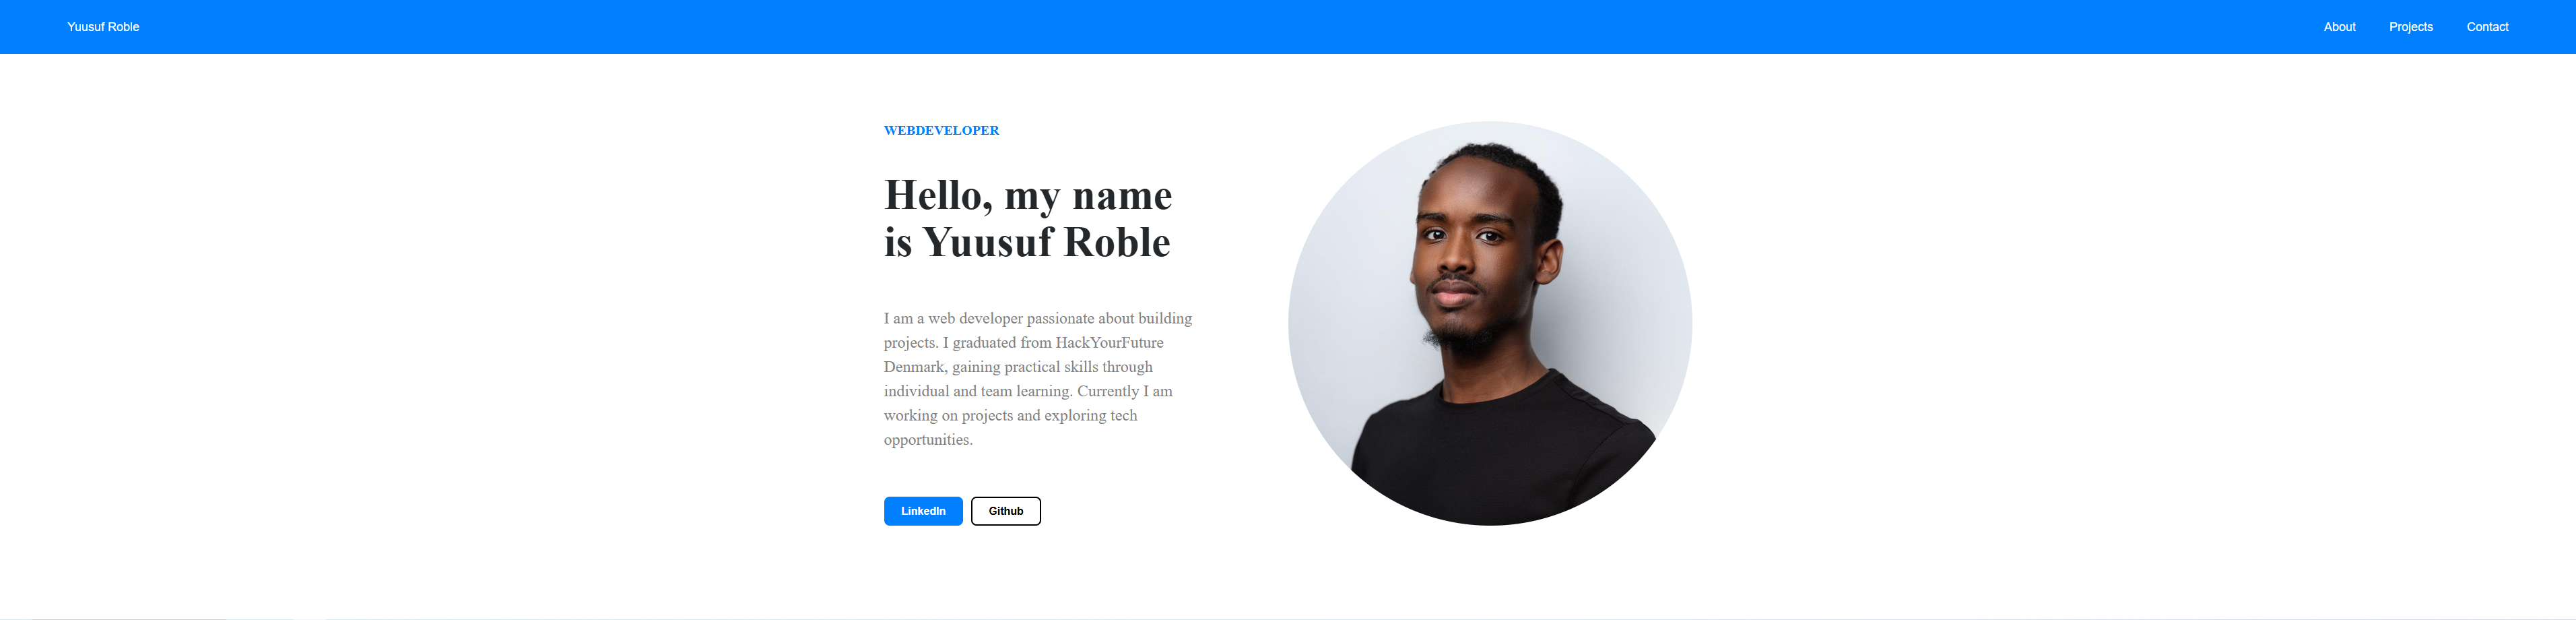 Yuusuf Roble
About Projects Contact
WEBDEVELOPER
Hello, my name
is Yuusuf Roble
I am a web developer passionate about building
projects. I graduated from HackYourFuture
Denmark, gaining practical skills through
individual and team learning. Currently I am
working on projects and exploring tech
opportunities.
LinkedIn Github